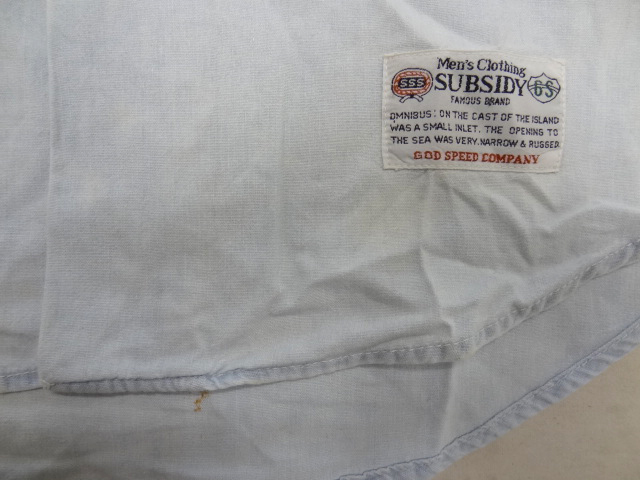 Men's Clothing
SSS SUBSIDY GS
FAMOUS BRAND
OMNIBUS: ON THE CAST OF THE ISLAND
WAS A SMALL INLET. THE OPENING TO
THE SEA WAS VERY. NARROW & RUGGED.
GOD SPEED COMPANY